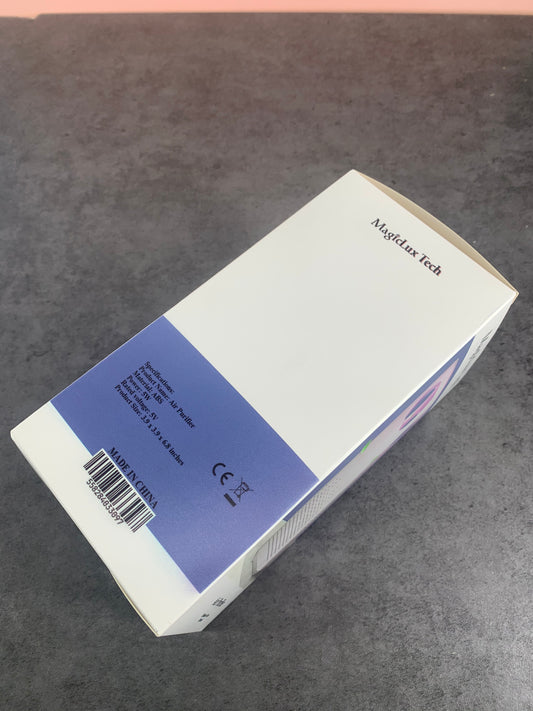 MagicLux Tech
Specifications:
Product Name: Air Purifier
Material: ABS
Power: 5W
Rated voltage: 5V
Product Size: 3.9 x 3.9 x 6.8 inches
CE
MADE IN CHINA
558284833097